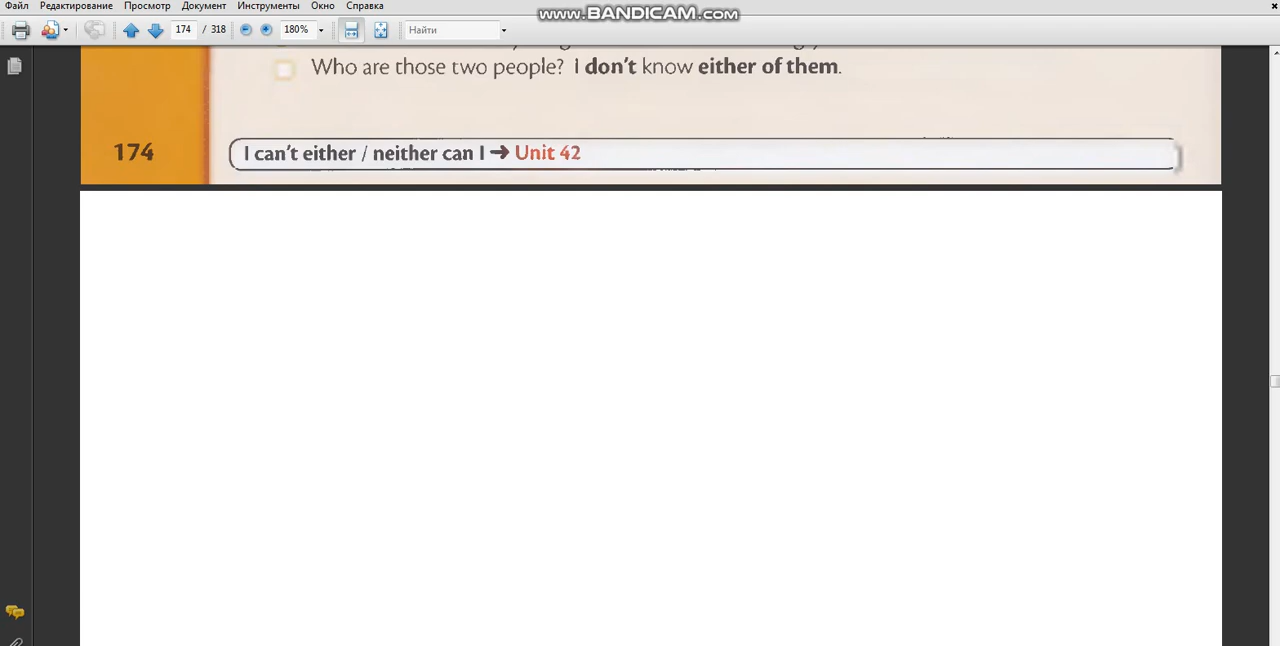 Файл Редактирование Просмотр Документ Инструменты Окно Справка
www.BANDICAM.com
174 / 318 180% Найти
Who are those two people? I don't know either of them.
174
I can't either / neither can I ➔ Unit 42